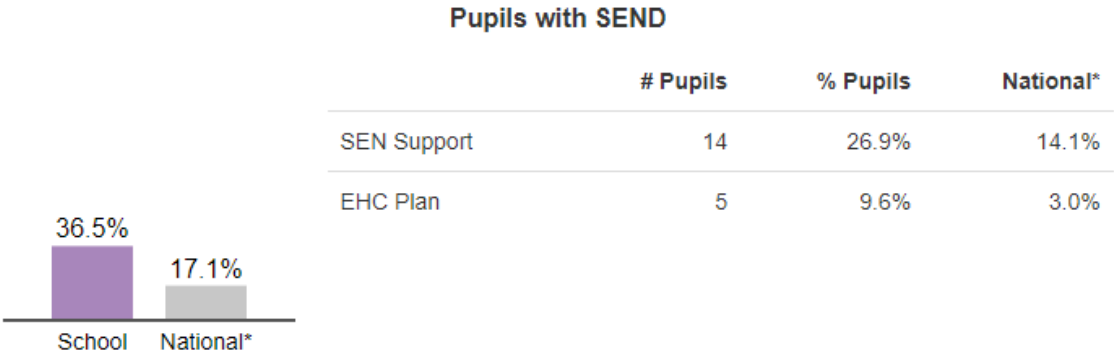 Pupils with SEND
# Pupils % Pupils National*
SEN Support 14 26.9% 14.1%
EHC Plan 5 9.6% 3.0%
36.5%
17.1%
School National*